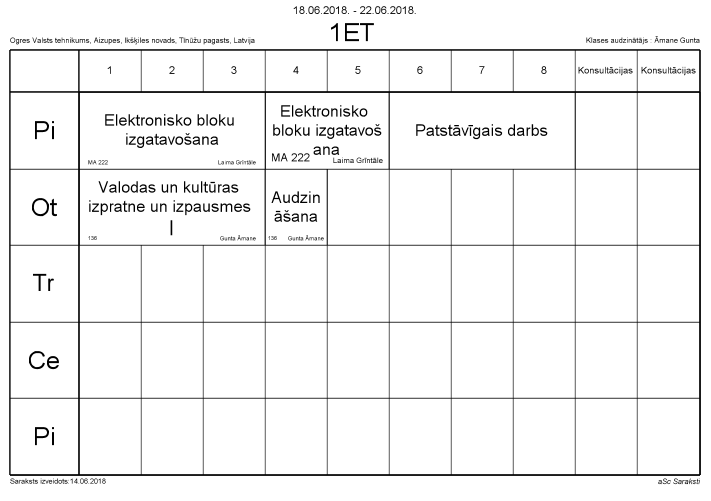 18.06.2018. - 22.06.2018.
1ET
Ogres Valsts tehnikums, Aizupes, Ikšķiles novads, Tīnūžu pagasts, Latvija
Klases audzinātājs : Āmane Gunta
1 2 3 4 5 6 7 8 Konsultācijas Konsultācijas
Pi
Elektronisko bloku
izgatavošana
MA 222 Laima Grīntāle
Elektronisko
bloku izgatavoš
ana
MA 222 Laima Grīntāle
Patstāvīgais darbs
Ot
Valodas un kultūras
izpratne un izpausmes
I
136 Gunta Āmane
Audzin
āšana
136 Gunta Āmane
Tr
Ce
Pi
Saraksts izveidots:14.06.2018
aSc Saraksti